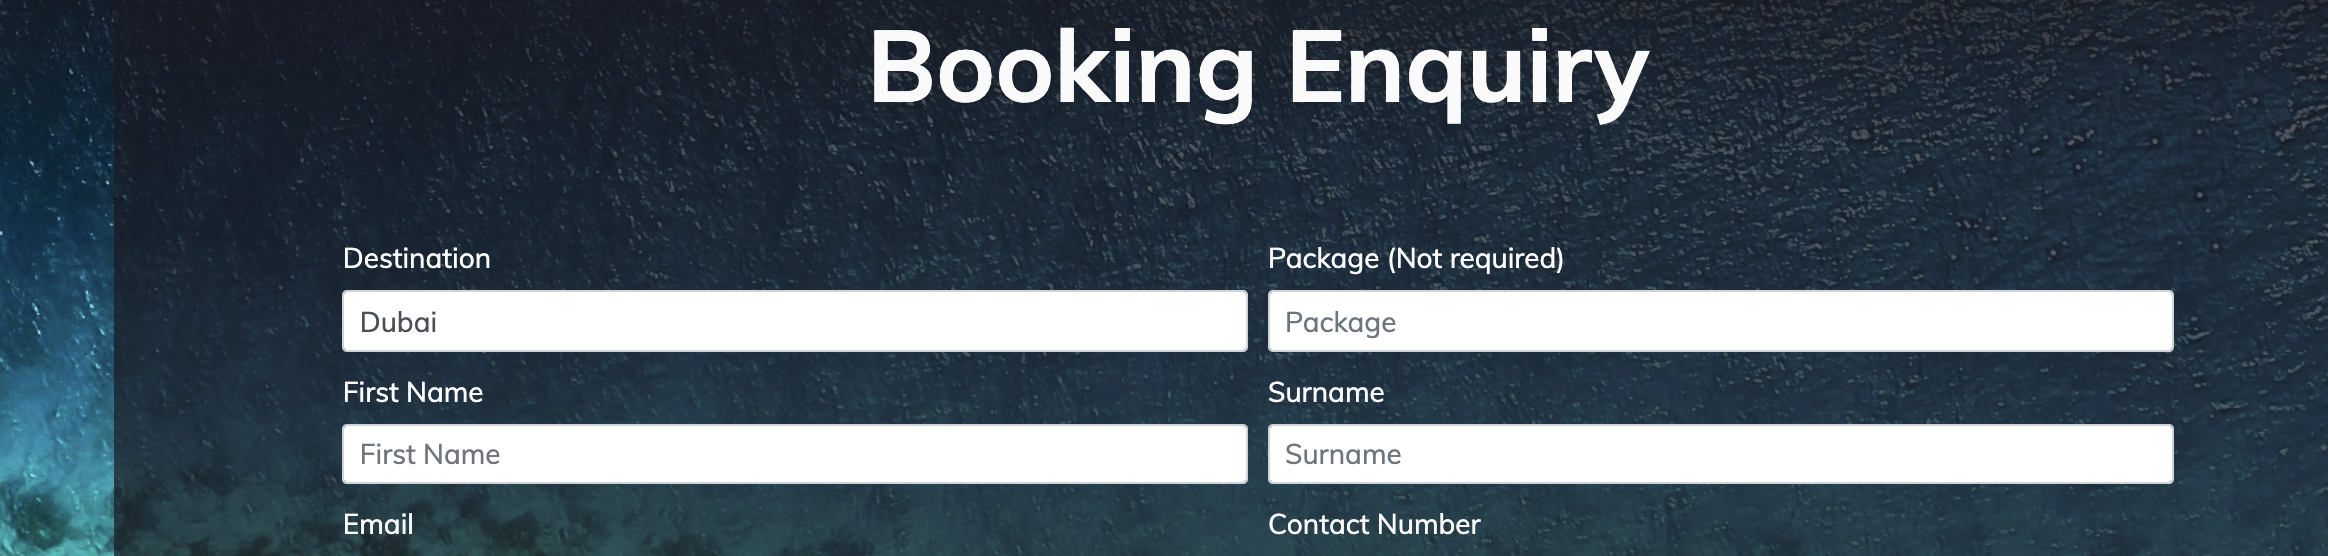 Booking Enquiry
Destination
Package (Not required)
Dubai
Package
First Name
Surname
First Name
Surname
Email
Contact Number